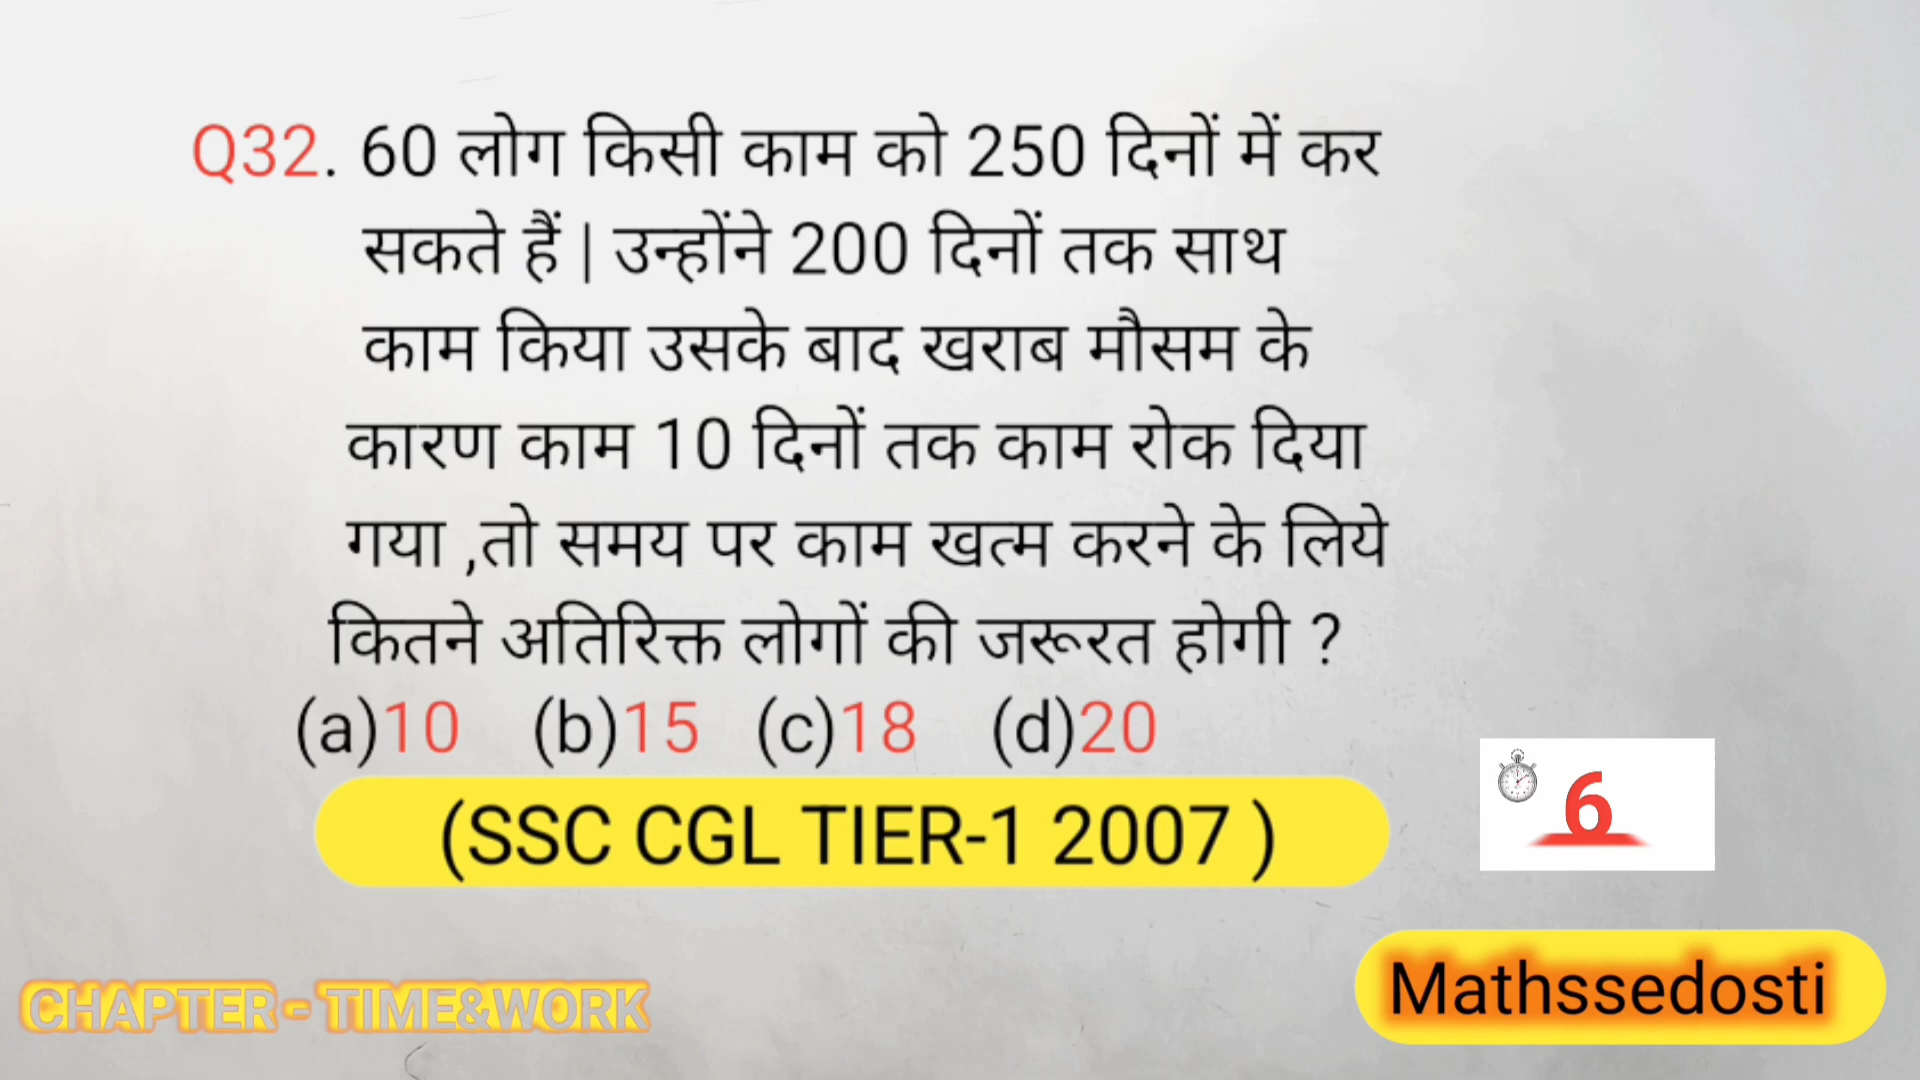 Q32. 60 लोग किसी काम को 250 दिनों में कर
सकते हैं | उन्होंने 200 दिनों तक साथ
काम किया उसके बाद खराब मौसम के
कारण काम 10 दिनों तक काम रोक दिया
गया ,तो समय पर काम खत्म करने के लिये
कितने अतिरिक्त लोगों की जरूरत होगी ?
(a)10 (b)15 (c)18 (d)20
(SSC CGL TIER-1 2007 )
6
Mathssedosti
CHAPTER - TIME&WORK